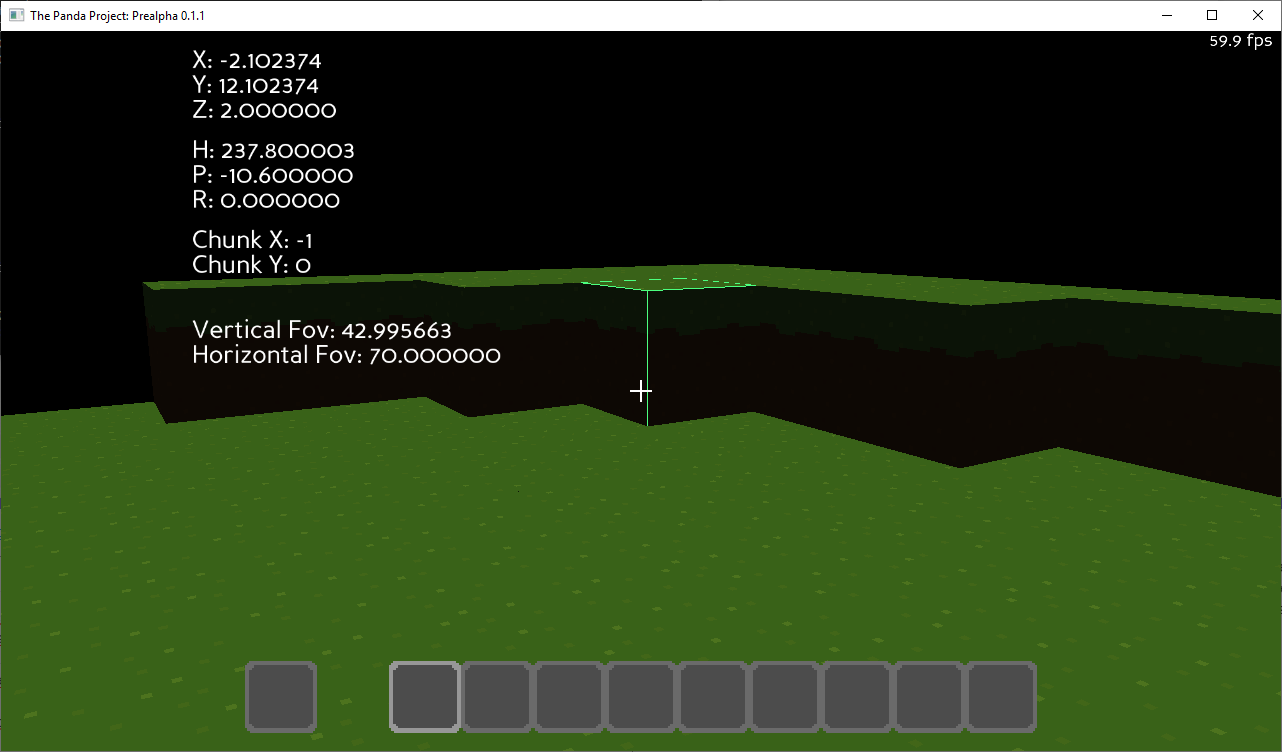 The Panda Project: Prealpha 0.1.1
59.9 fps
X: -2.102374
Y: 12.102374
Z: 2.000000
H: 237.800003
P: -10.600000
R: 0.000000
Chunk X: -1
Chunk Y: 0
Vertical Fov: 42.995663
Horizontal Fov: 70.000000